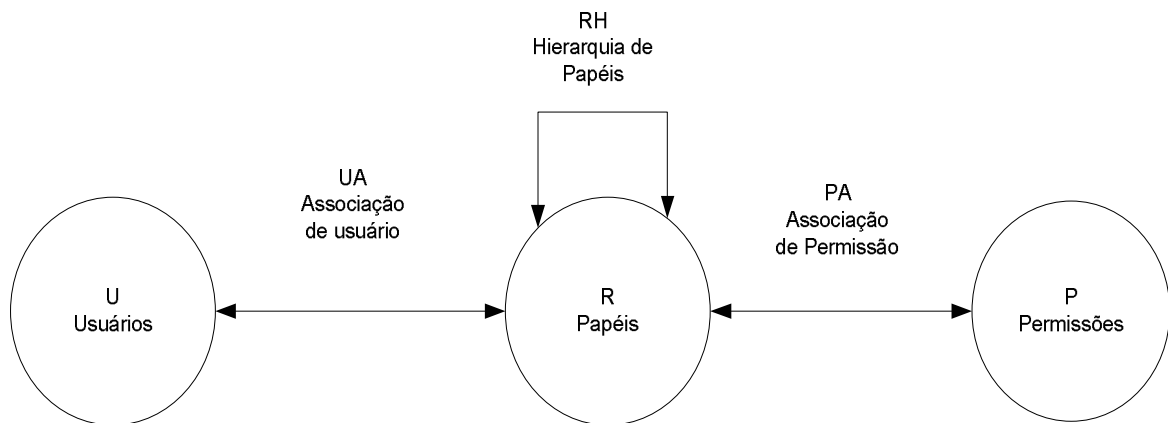 RH
Hierarquia de
Papéis
UA
Associação
de usuário
PA
Associação
de Permissão
U
Usuários
R
Papéis
P
Permissões